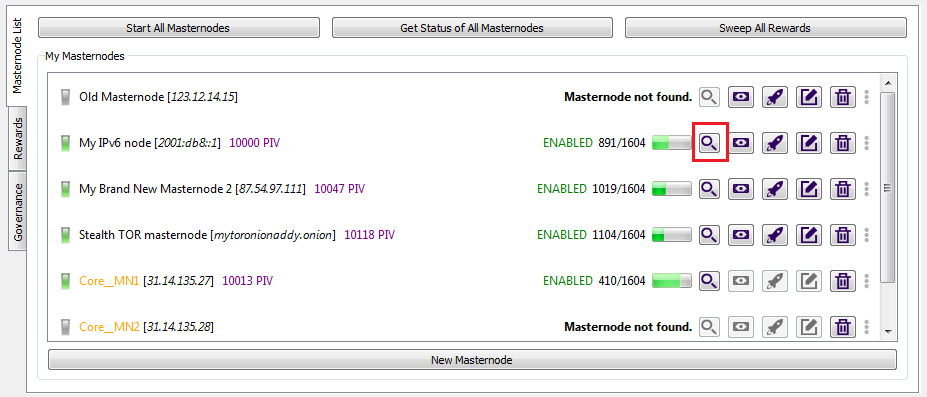 Masternode List
Rewards
Governance
Start All Masternodes
Get Status of All Masternodes
Sweep All Rewards
My Masternodes
Old Masternode [123.12.14.15] Masternode not found.
My IPv6 node [2001:db8::1] 10000 PIV ENABLED 891/1604
My Brand New Masternode 2 [87.54.97.111] 10047 PIV ENABLED 1019/1604
Stealth TOR masternode [mytoronionaddy.onion] 10118 PIV ENABLED 1104/1604
Core__MN1 [31.14.135.27] 10013 PIV ENABLED 410/1604
Core__MN2 [31.14.135.28] Masternode not found.
New Masternode